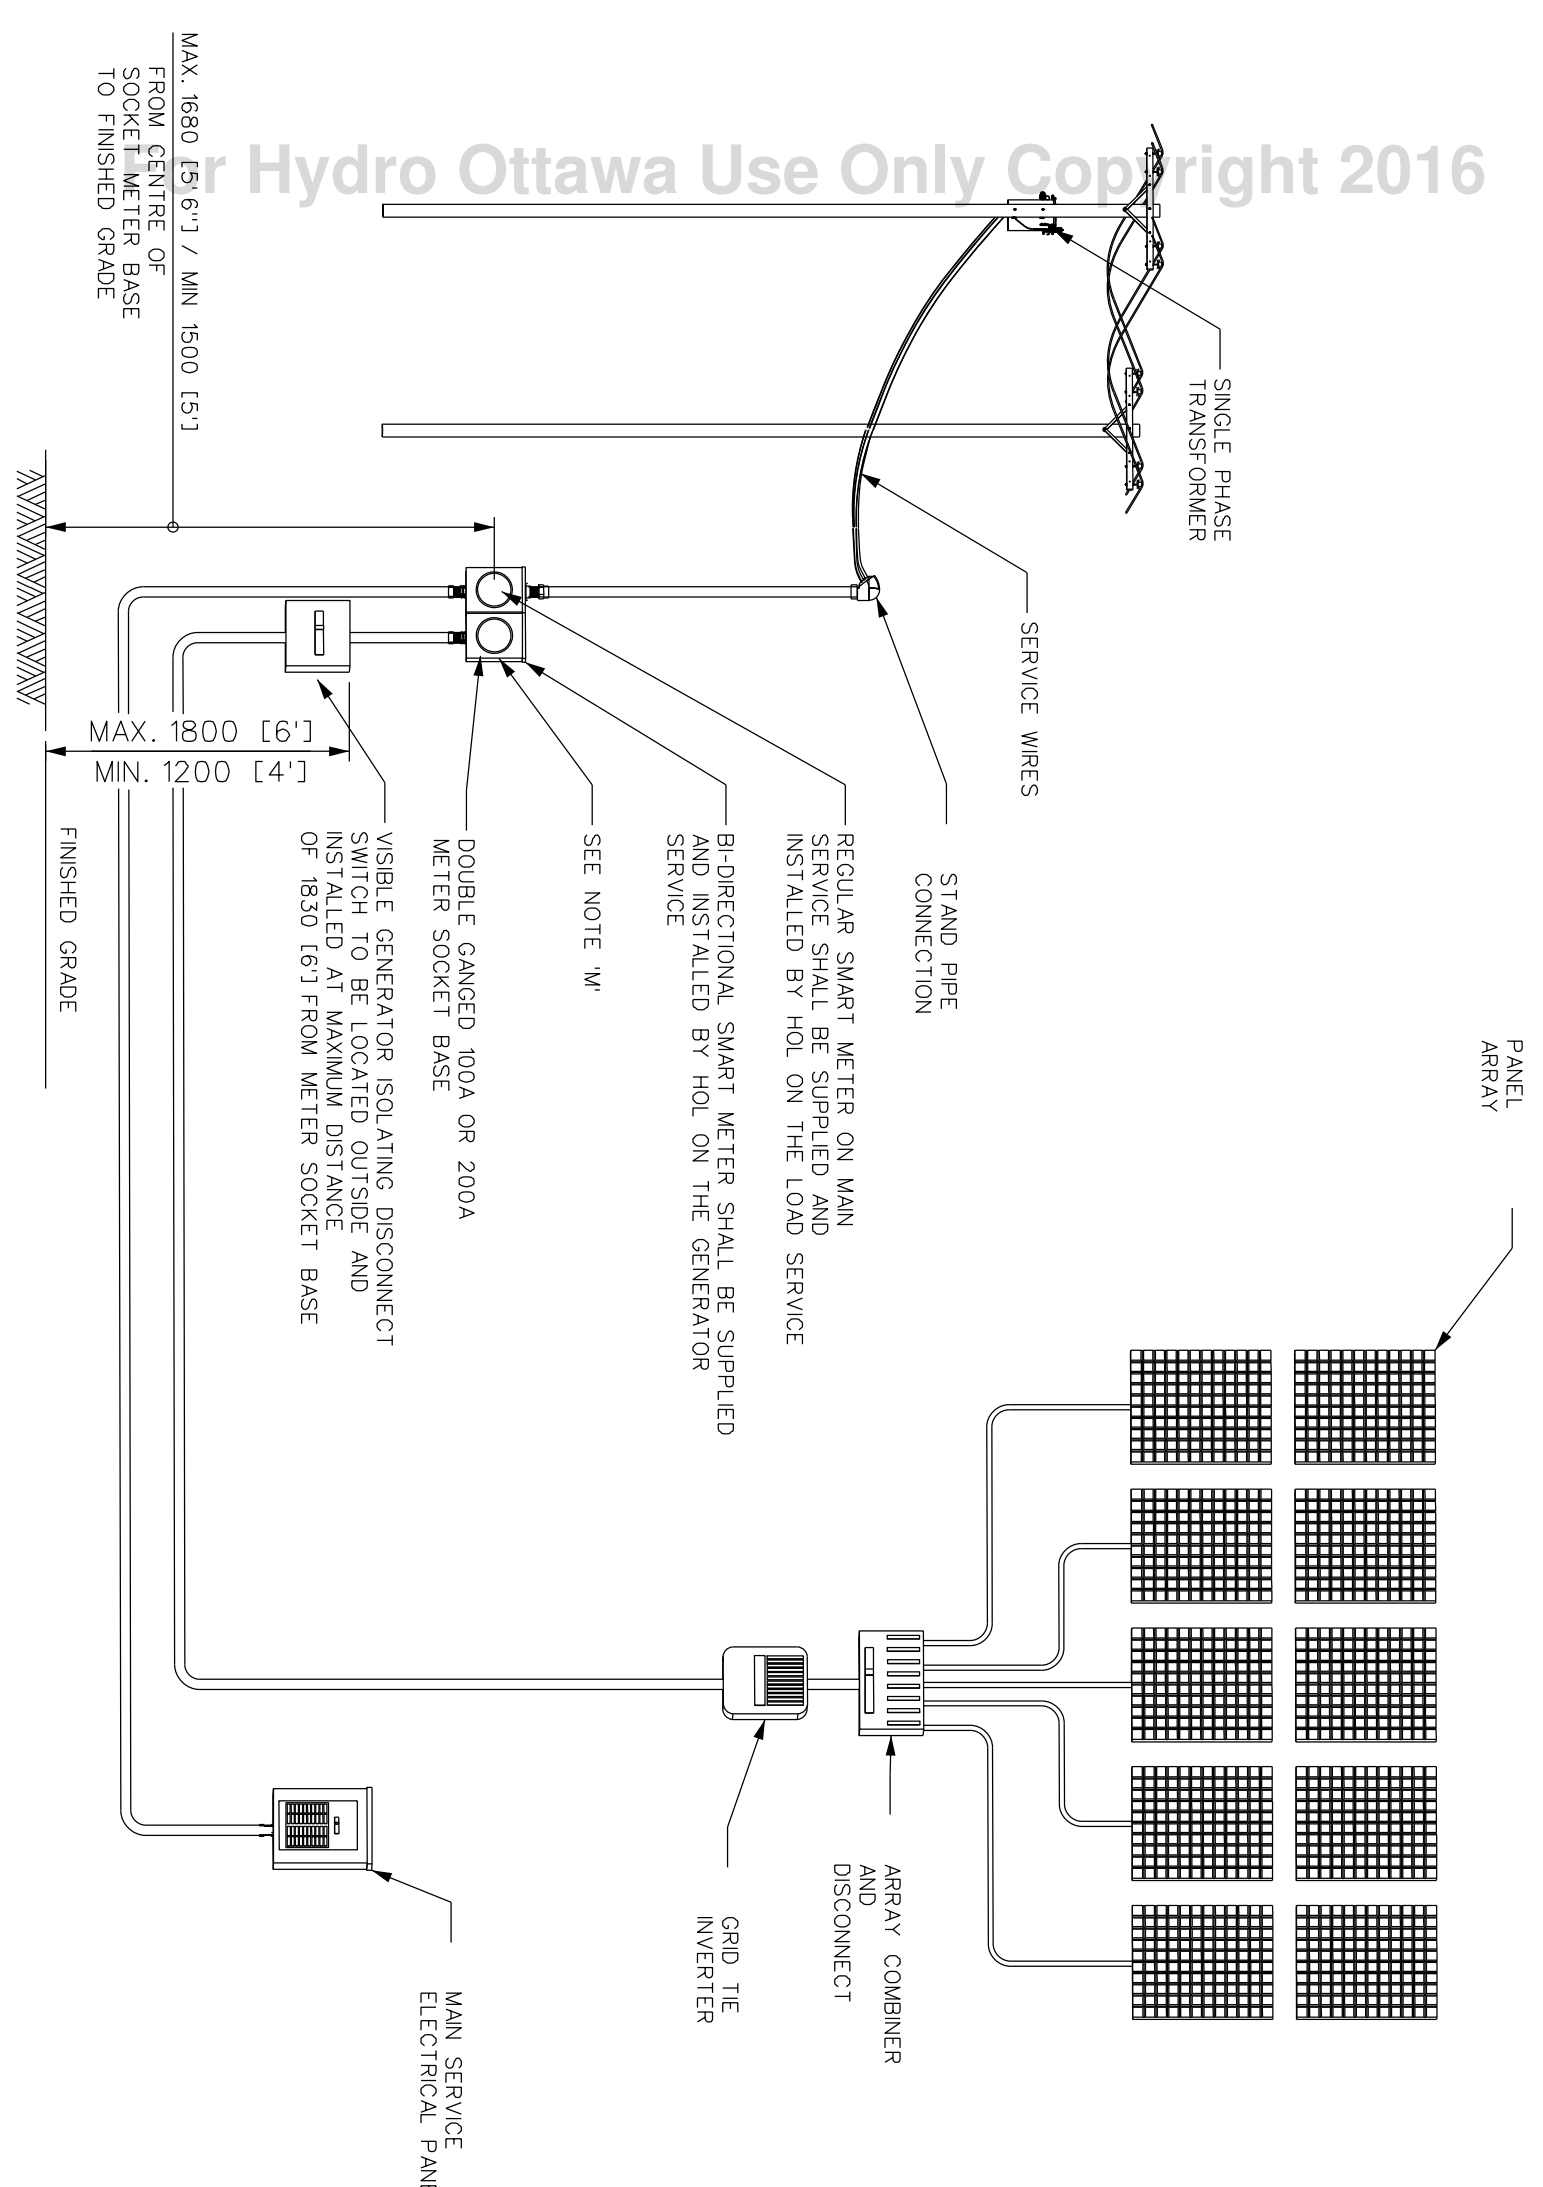 For Hydro Ottawa Use Only Copyright 2016
PANEL
ARRAY
SINGLE PHASE
TRANSFORMER
SERVICE WIRES
STAND PIPE
CONNECTION
REGULAR SMART METER ON MAIN
SERVICE SHALL BE SUPPLIED AND
INSTALLED BY HOL ON THE LOAD SERVICE
BI-DIRECTIONAL SMART METER SHALL BE SUPPLIED
AND INSTALLED BY HOL ON THE GENERATOR
SERVICE
SEE NOTE 'M'
DOUBLE GANGED 100A OR 200A
METER SOCKET BASE
VISIBLE GENERATOR ISOLATING DISCONNECT
SWITCH TO BE LOCATED OUTSIDE AND
INSTALLED AT MAXIMUM DISTANCE
OF 1830 [6'] FROM METER SOCKET BASE
ARRAY COMBINER
AND
DISCONNECT
GRID TIE
INVERTER
MAIN SERVICE
ELECTRICAL
MAX. 1680 [5'6"] / MIN 1500 [5']
FROM CENTRE OF
SOCKET METER BASE
TO FINISHED GRADE
MAX. 1800 [6']
MIN. 1200 [4']
FINISHED GRADE